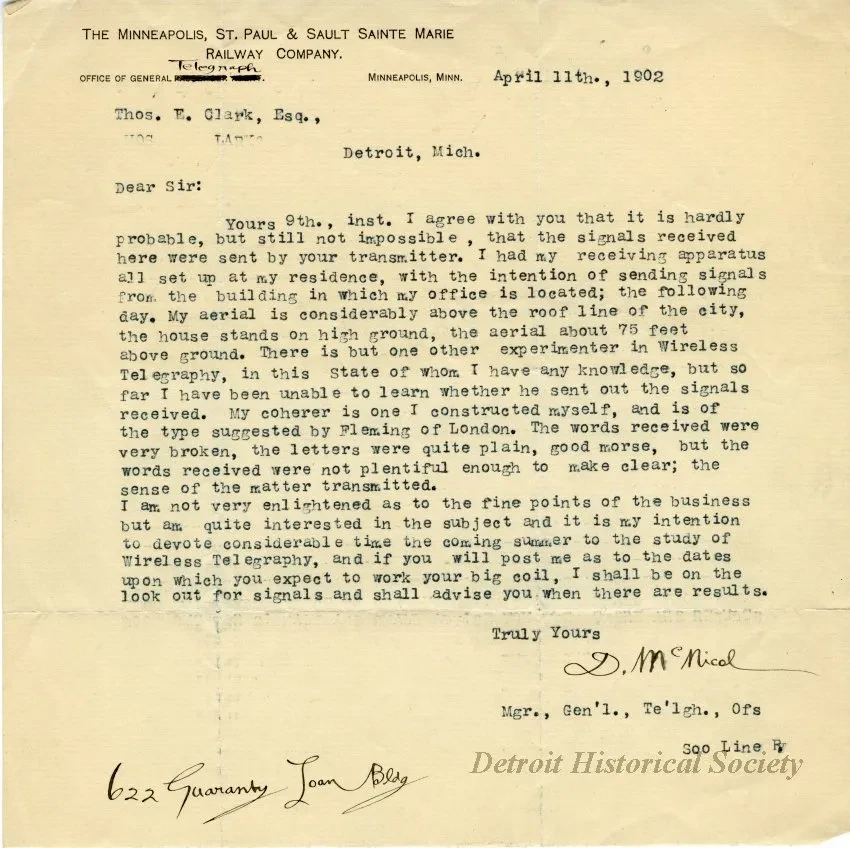 THE MINNEAPOLIS, ST. PAUL & SAULT SAINTE MARIE
RAILWAY COMPANY.
Telegraph
OFFICE OF GENERAL
MINNEAPOLIS, MINN. April 11th., 1902
Thos. E. Clark, Esq.,
Detroit, Mich.
Dear Sir:
Yours 9th., inst. I agree with you that it is hardly
probable, but still not impossible , that the signals received
here were sent by your transmitter. I had my receiving apparatus
all set up at my residence, with the intention of sending signals
from the building in which my office is located; the following
day. My aerial is considerably above the roof line of the city,
the house stands on high ground, the aerial about 75 feet
above ground. There is but one other experimenter in Wireless
Telegraphy, in this State of whom I have any knowledge, but so
far I have been unable to learn whether he sent out the signals
received. My coherer is one I constructed myself, and is of
the type suggested by Fleming of London. The words received were
very broken, the letters were quite plain, good morse, but the
words received were not plentiful enough to make clear; the
sense of the matter transmitted.
I am not very enlightened as to the fine points of the business
but am quite interested in the subject and it is my intention
to devote considerable time the coming summer to the study of
Wireless Telegraphy, and if you will post me as to the dates
upon which you expect to work your big coil, I shall be on the
look out for signals and shall advise you when there are results.
Truly Yours
D. McNicol
Mgr., Gen'l., Te'lgh., Ofs
Soo Line Ry
622 Guaranty Loan Bldg
Detroit Historical Society